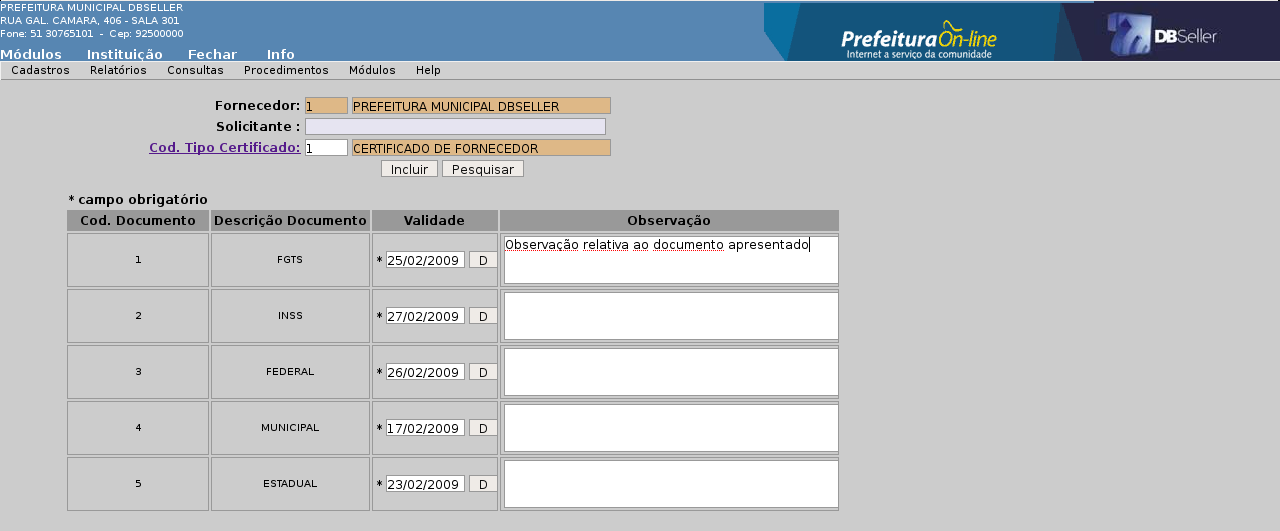 PREFEITURA MUNICIPAL DBSELLER
RUA GAL. CAMARA, 406 - SALA 301
Fone: 51 30765101 - Cep: 92500000
Módulos Instituição Fechar Info
PrefeituraOn-line
Internet a serviço da comunidade
DBSeller
Cadastros Relatórios Consultas Procedimentos Módulos Help
Fornecedor: 1 PREFEITURA MUNICIPAL DBSELLER
Solicitante :
Cod. Tipo Certificado: 1 CERTIFICADO DE FORNECEDOR
Incluir Pesquisar
* campo obrigatório
Cod. Documento Descrição Documento Validade Observação
1 FGTS * 25/02/2009 D Observação relativa ao documento apresentado
2 INSS * 27/02/2009 D
3 FEDERAL * 26/02/2009 D
4 MUNICIPAL * 17/02/2009 D
5 ESTADUAL * 23/02/2009 D